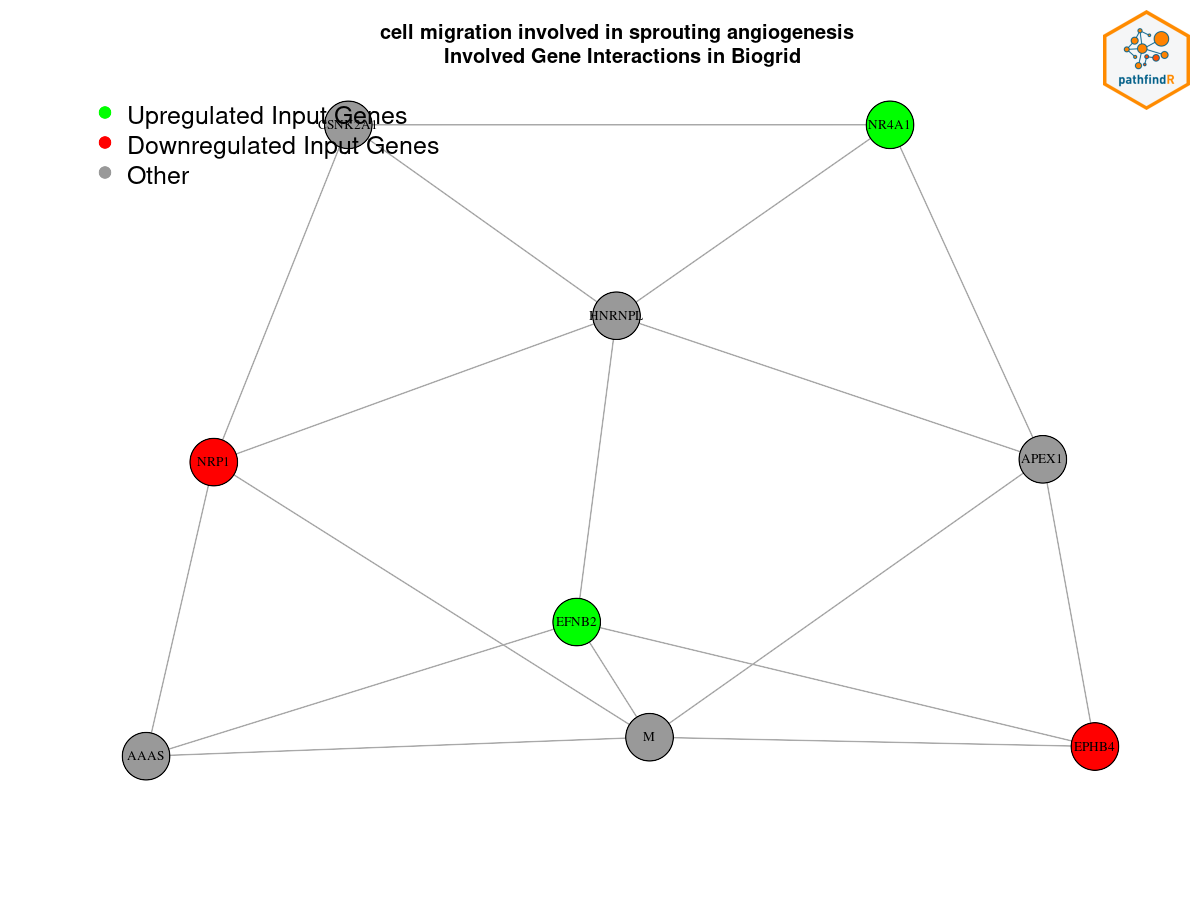 cell migration involved in sprouting angiogenesis
Involved Gene Interactions in Biogrid
pathfindR
Upregulated Input Genes
Downregulated Input Genes
Other
CSNK2A1
NR4A1
HNRNPL
NRP1
APEX1
EFNB2
M
AAAS
EPHB4